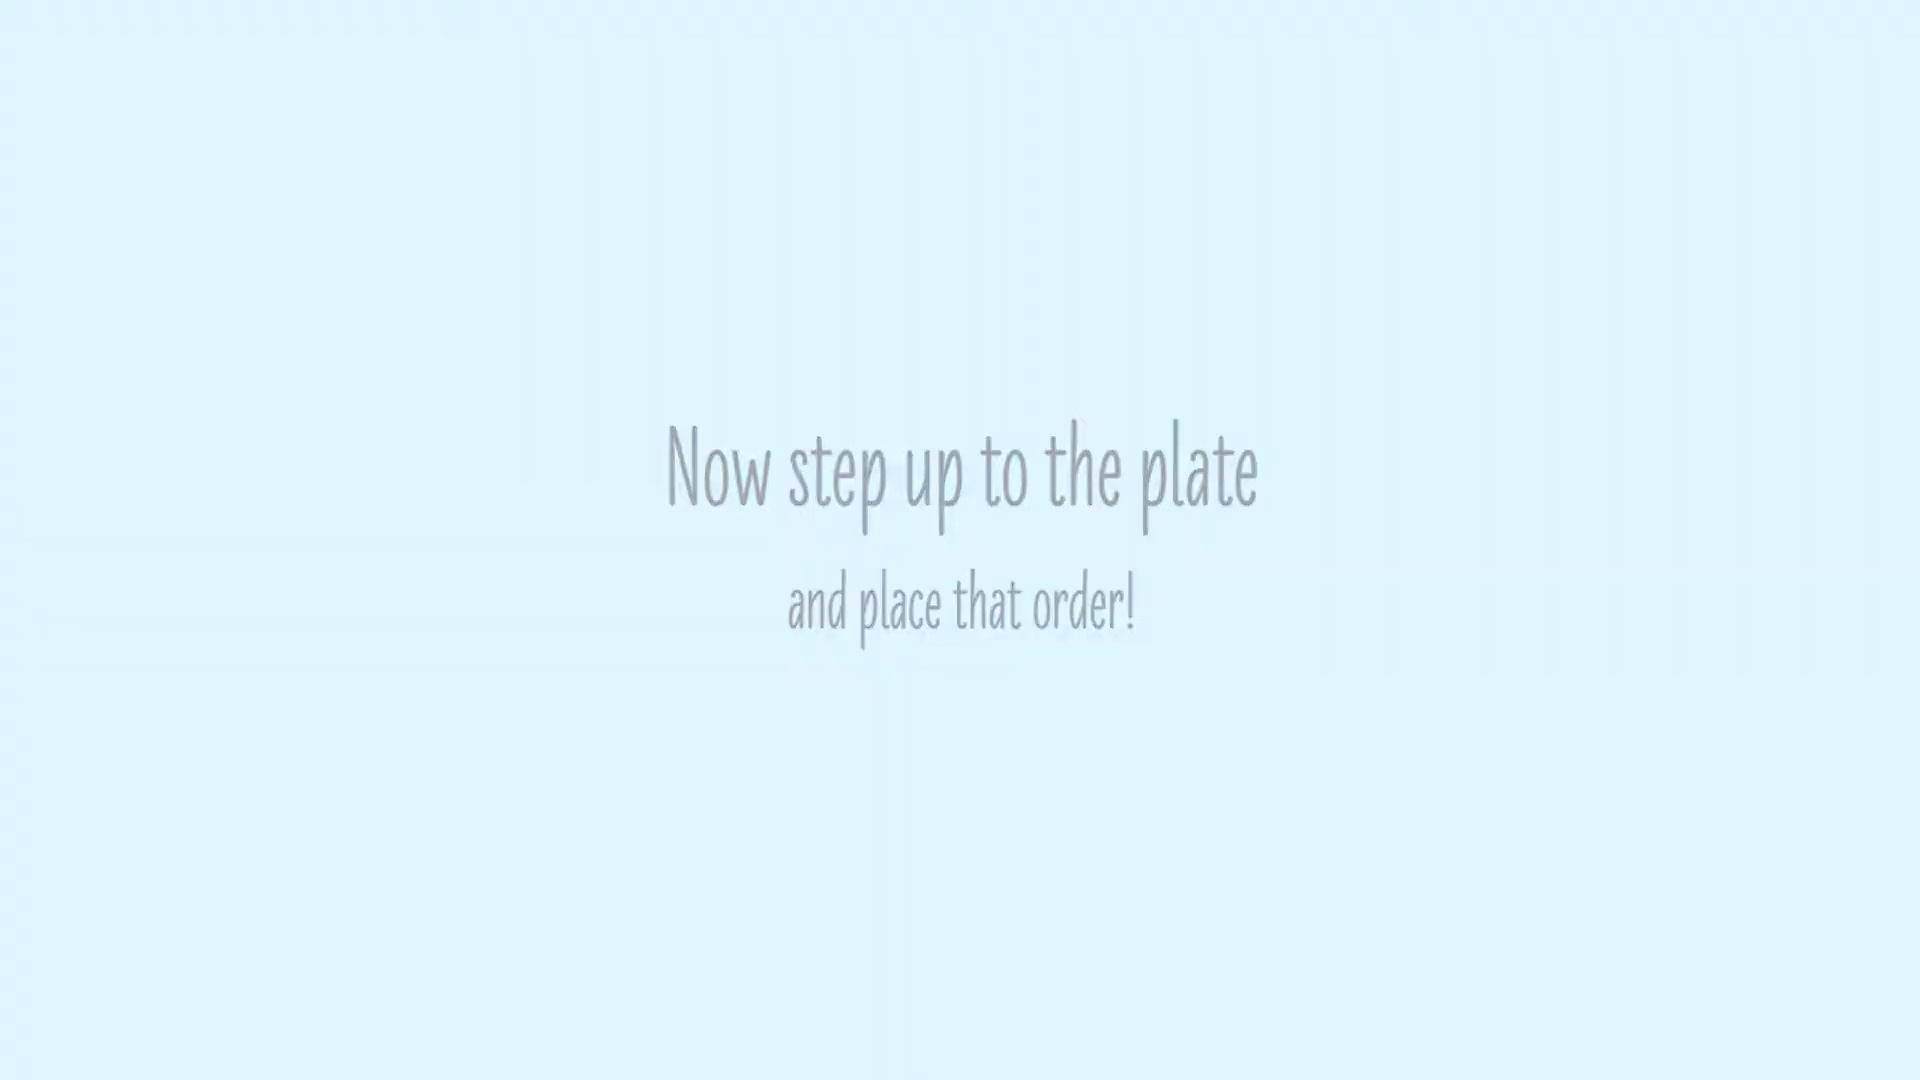 Now step up to the plate
and place that order!